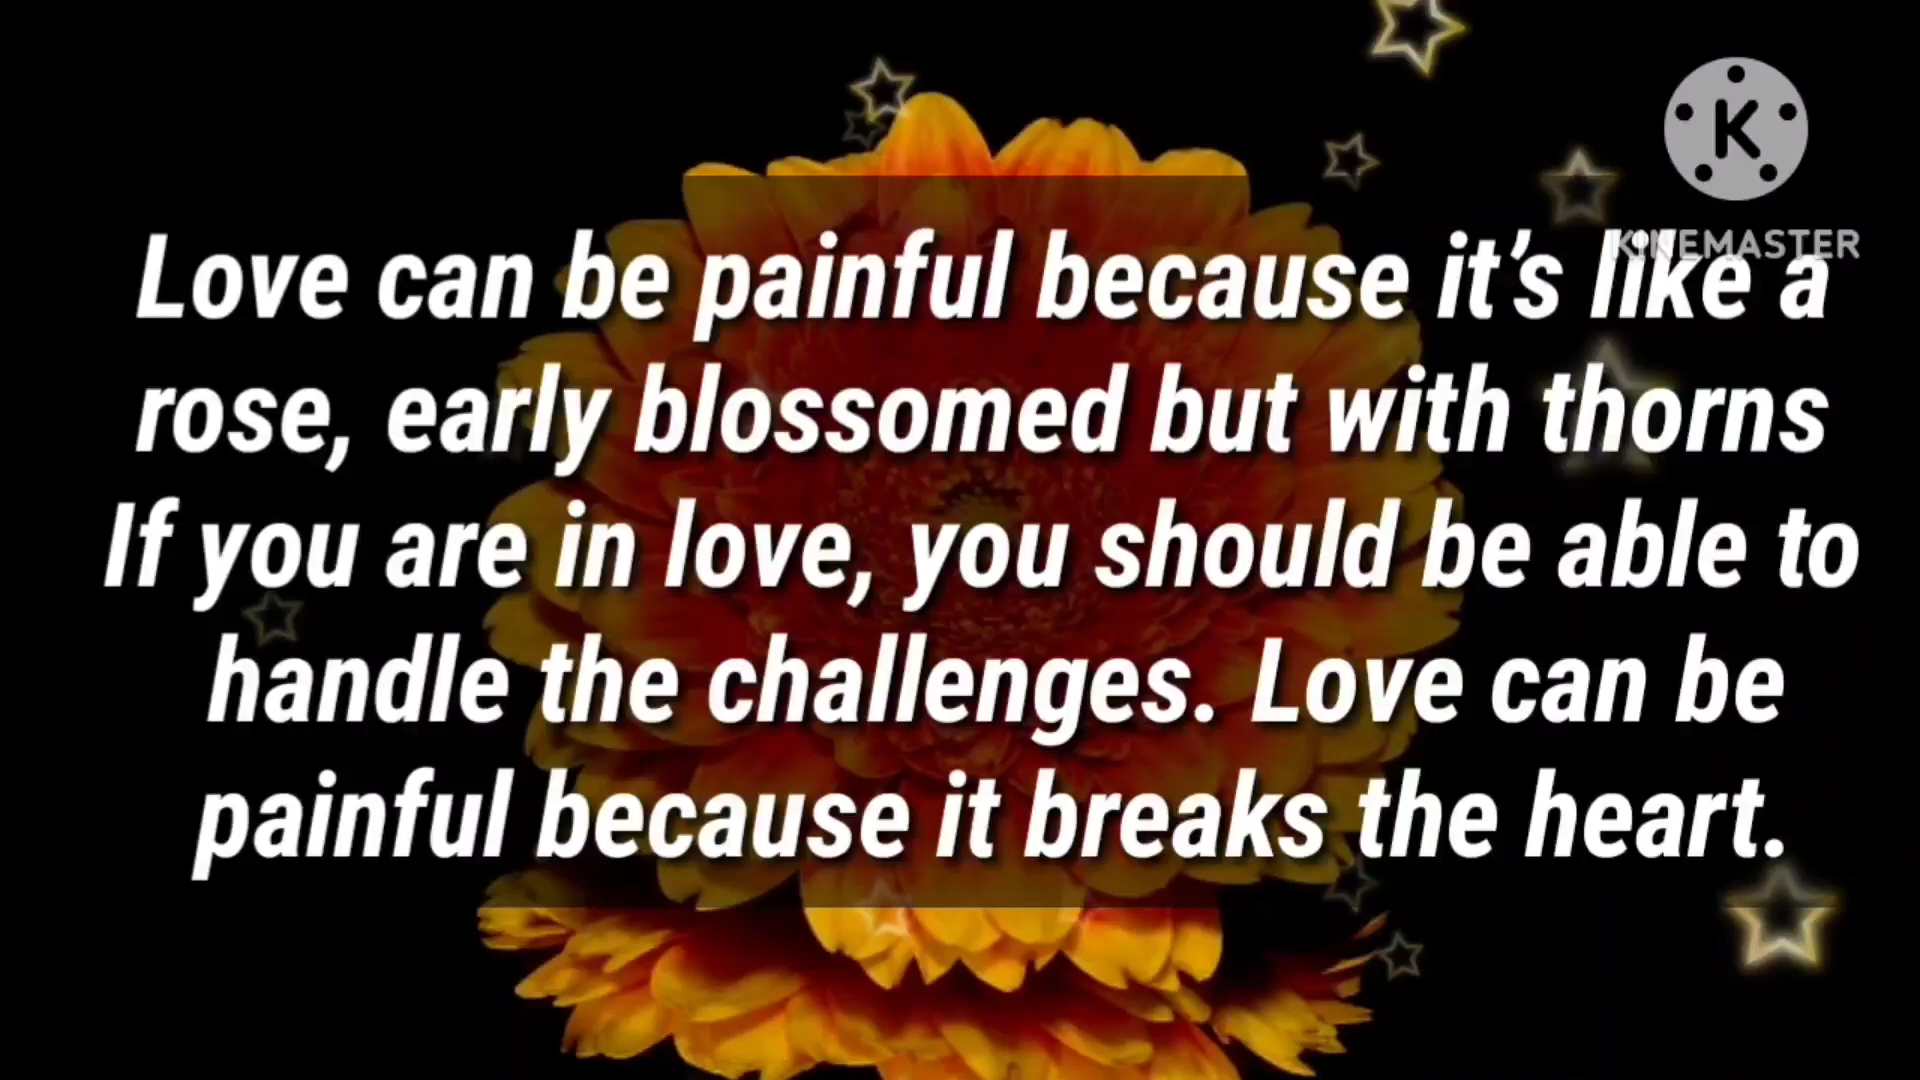 K
KINEMASTER
Love can be painful because it’s like a
rose, early blossomed but with thorns
If you are in love, you should be able to
handle the challenges. Love can be
painful because it breaks the heart.